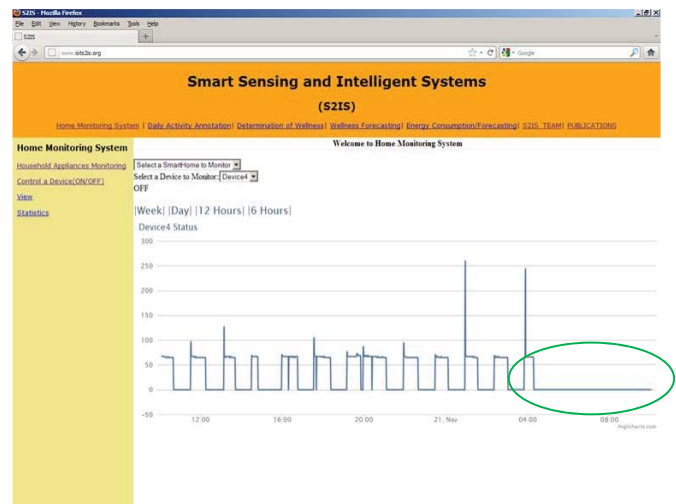 S2IS - Mozilla Firefox
File Edit View History Bookmarks Tools Help
S2IS
www.iots2is.org
Google
Smart Sensing and Intelligent Systems
(S2IS)
Home Monitoring System | Daily Activity Annotation| Determination of Wellness| Wellness Forecasting| Energy Consumption/Forecasting| S2IS TEAM| PUBLICATIONS
Home Monitoring System
Household Appliances Monitoring
Control a Device(ON/OFF)
View
Statistics
Welcome to Home Monitoring System
Select a SmartHome to Monitor
Select a Device to Monitor: Device4
OFF
|Week| |Day| |12 Hours| |6 Hours|
Device4 Status
300
250
200
150
100
50
0
-50
12:00 16:00 20:00 21. Nov 04:00 08:00
Highcharts.com